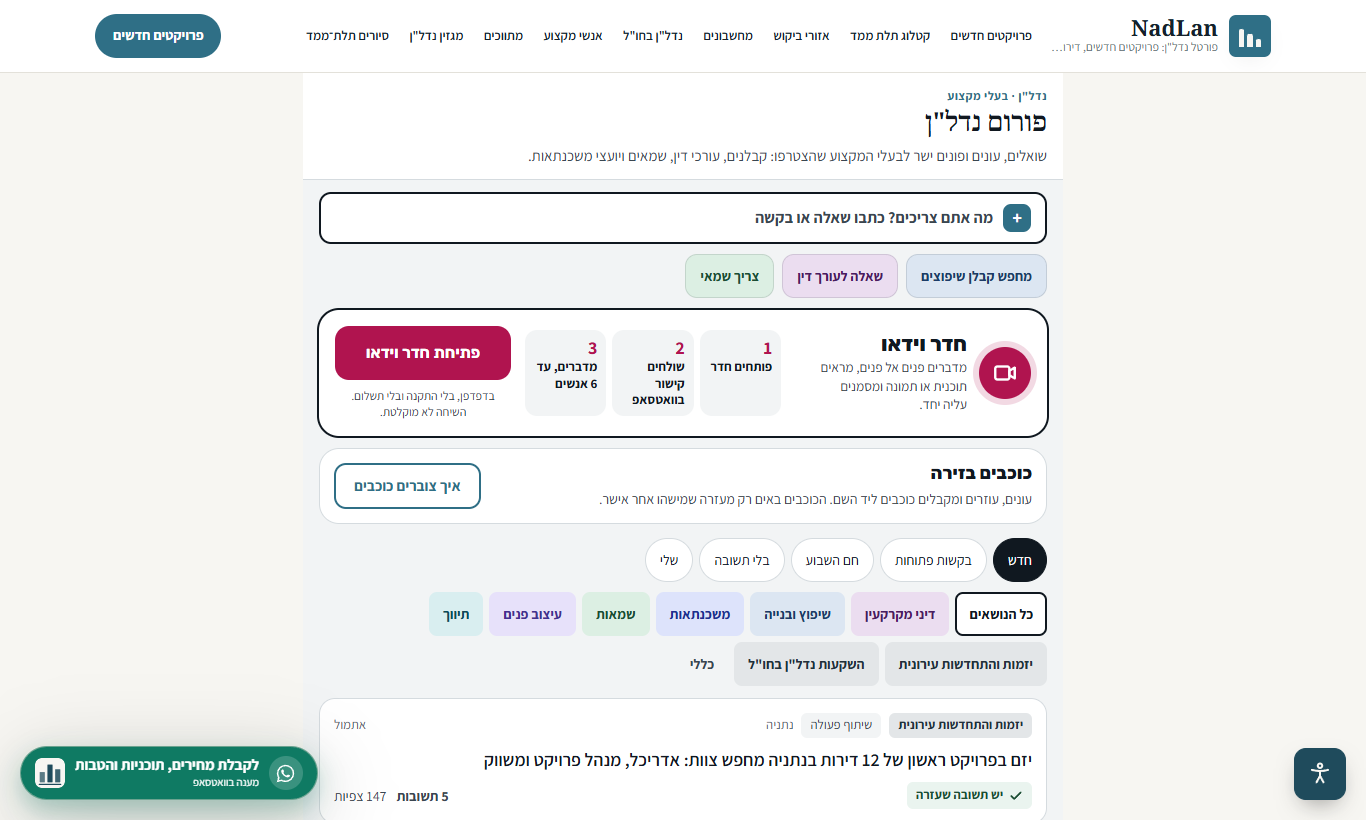 NadLan
פורטל נדל"ן: פרויקטים חדשים, דירו...
פרויקטים חדשים
קטלוג תלת ממד
אזורי ביקוש
מחשבונים
נדל"ן בחו"ל
אנשי מקצוע
מתווכים
מגזין נדל"ן
סיורים תלת־ממד
פרויקטים חדשים
נדל"ן · בעלי מקצוע
פורום נדל"ן
שואלים, עונים ופונים ישר לבעלי המקצוע שהצטרפו: קבלנים, עורכי דין, שמאים ויועצי משכנתאות.
+ מה אתם צריכים? כתבו שאלה או בקשה
מחפש קבלן שיפוצים
שאלה לעורך דין
צריך שמאי
חדר וידאו
מדברים פנים אל פנים, מראים
תוכנית או תמונה ומסמנים
עליה יחד.
1
פותחים חדר
2
שולחים
קישור
בוואטסאפ
3
מדברים, עד
6 אנשים
פתיחת חדר וידאו
בדפדפן, בלי התקנה ובלי תשלום.
השיחה לא מוקלטת.
כוכבים בזירה
עונים, עוזרים ומקבלים כוכבים ליד השם. הכוכבים באים רק מעזרה שמישהו אחר אישר.
איך צוברים כוכבים
חדש
בקשות פתוחות
חם השבוע
בלי תשובה
שלי
כל הנושאים
דיני מקרקעין
שיפוץ ובנייה
משכנתאות
שמאות
עיצוב פנים
תיווך
יזמות והתחדשות עירונית
השקעות נדל"ן בחו"ל
כללי
יזמות והתחדשות עירונית
שיתוף פעולה
נתניה
אתמול
יזם בפרויקט ראשון של 12 דירות בנתניה מחפש צוות: אדריכל, מנהל פרויקט ומשווק
יש תשובה שעזרה
5 תשובות
147 צפיות
לקבלת מחירים, תוכניות והטבות
מענה בוואטסאפ